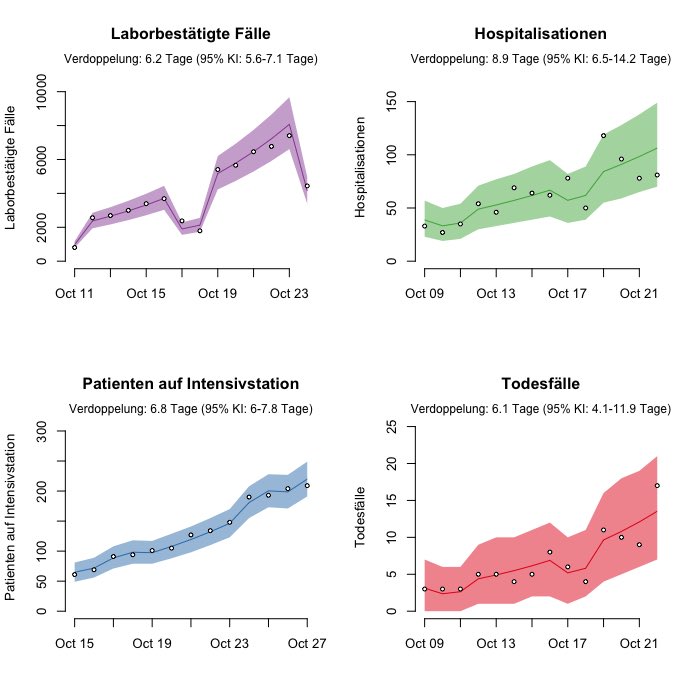 Laborbestätigte Fälle
Verdoppelung: 6.2 Tage (95% KI: 5.6-7.1 Tage)
Laborbestätigte Fälle
10000
6000
2000
0
Oct 11 Oct 15 Oct 19 Oct 23
Hospitalisationen
Verdoppelung: 8.9 Tage (95% KI: 6.5-14.2 Tage)
Hospitalisationen
150
100
50
0
Oct 09 Oct 13 Oct 17 Oct 21
Patienten auf Intensivstation
Verdoppelung: 6.8 Tage (95% KI: 6-7.8 Tage)
Patienten auf Intensivstation
300
200
100
50
0
Oct 15 Oct 19 Oct 23 Oct 27
Todesfälle
Verdoppelung: 6.1 Tage (95% KI: 4.1-11.9 Tage)
Todesfälle
25
20
15
10
5
0
Oct 09 Oct 13 Oct 17 Oct 21